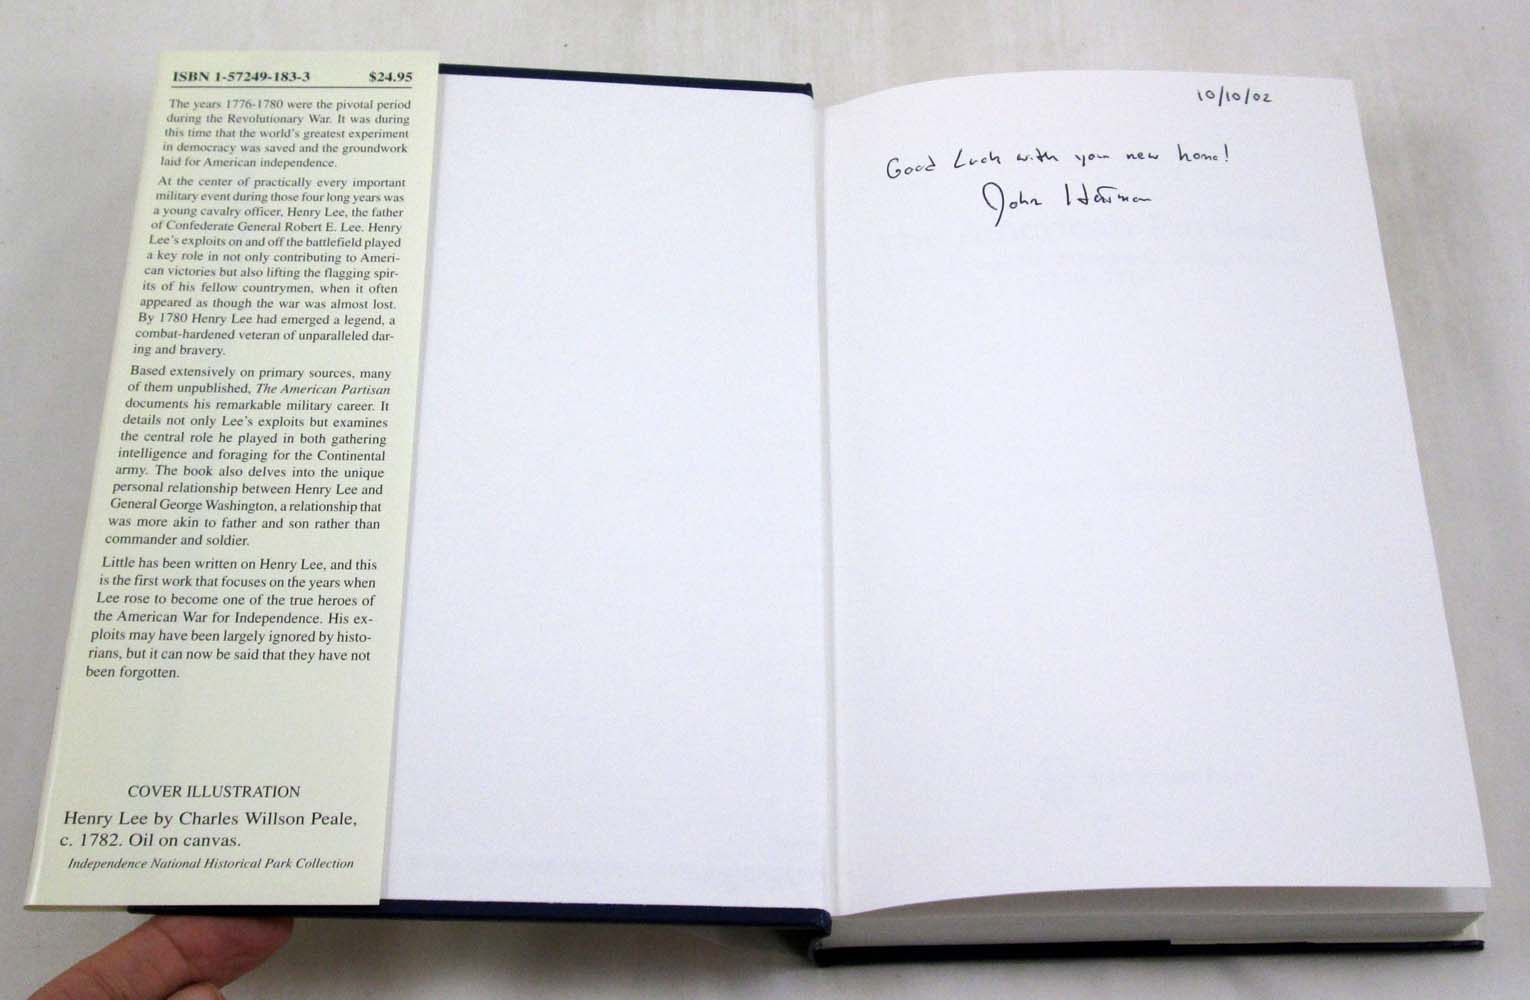 ISBN 1-57249-183-3 $24.95
The years 1776-1780 were the pivotal period
during the Revolutionary War. It was during
this time that the world's greatest experiment
in democracy was saved and the groundwork
laid for American independence.
At the center of practically every important
military event during those four long years was
a young cavalry officer, Henry Lee, the father
of Confederate General Robert E. Lee. Henry
Lee's exploits on and off the battlefield played
a key role in not only contributing to Ameri-
can victories but also lifting the flagging spir-
its of his fellow countrymen, when it often
appeared as though the war was almost lost.
By 1780 Henry Lee had emerged a legend, a
combat-hardened veteran of unparalleled dar-
ing and bravery.
Based extensively on primary sources, many
of them unpublished, The American Partisan
documents his remarkable military career. It
details not only Lee's exploits but examines
the central role he played in both gathering
intelligence and foraging for the Continental
army. The book also delves into the unique
personal relationship between Henry Lee and
General George Washington, a relationship that
was more akin to father and son rather than
commander and soldier.
Little has been written on Henry Lee, and this
is the first work that focuses on the years when
Lee rose to become one of the true heroes of
the American War for Independence. His ex-
ploits may have been largely ignored by histo-
rians, but it can now be said that they have not
been forgotten.
COVER ILLUSTRATION
Henry Lee by Charles Willson Peale,
c. 1782. Oil on canvas.
Independence National Historical Park Collection
10/10/02
Good Luck with your new home!
John